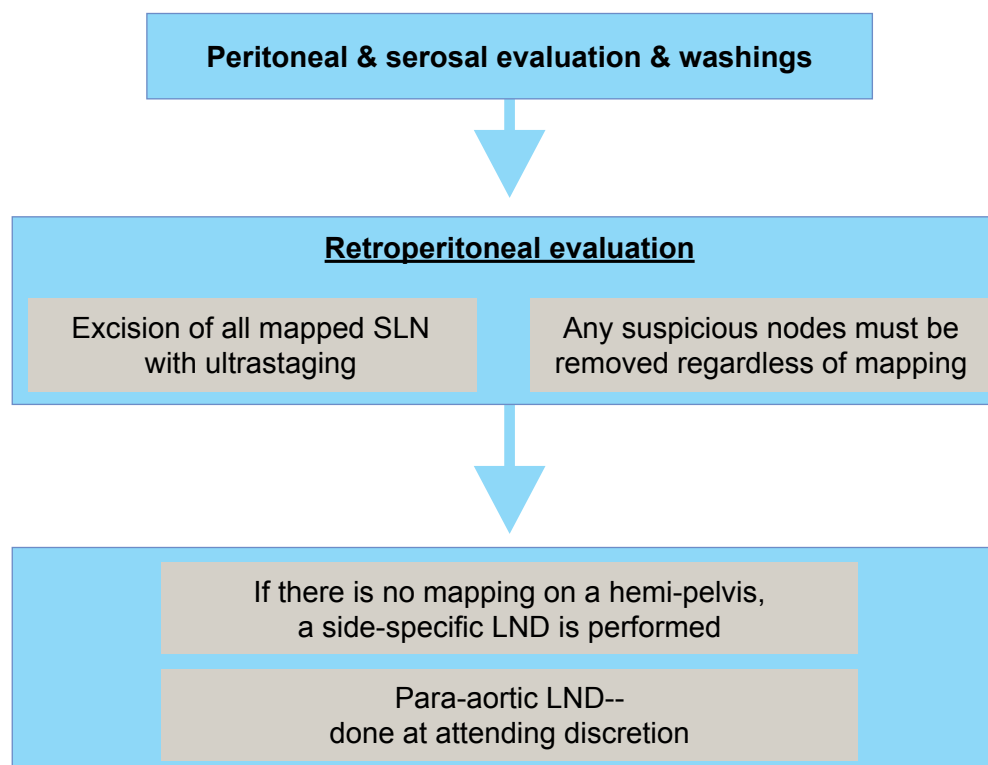 Peritoneal & serosal evaluation & washings
Retroperitoneal evaluation
Excision of all mapped SLN
with ultrastaging
Any suspicious nodes must be
removed regardless of mapping
If there is no mapping on a hemi-pelvis,
a side-specific LND is performed
Para-aortic LND--
done at attending discretion